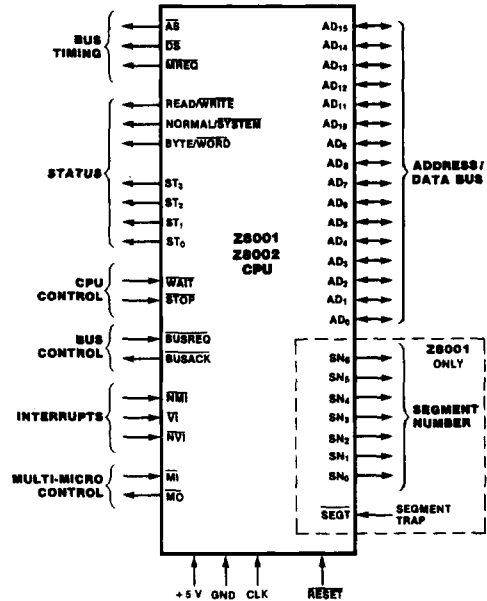 BUS
TIMING
AS
DS
MREQ
STATUS
READ/WRITE
NORMAL/SYSTEM
BYTE/WORD
ST3
ST2
ST1
ST0
CPU
CONTROL
WAIT
STOP
BUS
CONTROL
BUSREQ
BUSACK
INTERRUPTS
NMI
VI
NVI
MULTI-MICRO
CONTROL
MI
MO
Z8001
Z8002
CPU
AD15
AD14
AD13
AD12
AD11
AD10
AD9
AD8
AD7
AD6
AD5
AD4
AD3
AD2
AD1
AD0
ADDRESS/
DATA BUS
Z8001
ONLY
SN6
SN5
SN4
SN3
SN2
SN1
SN0
SEGMENT
NUMBER
SEGT
SEGMENT
TRAP
+5 V GND CLK RESET